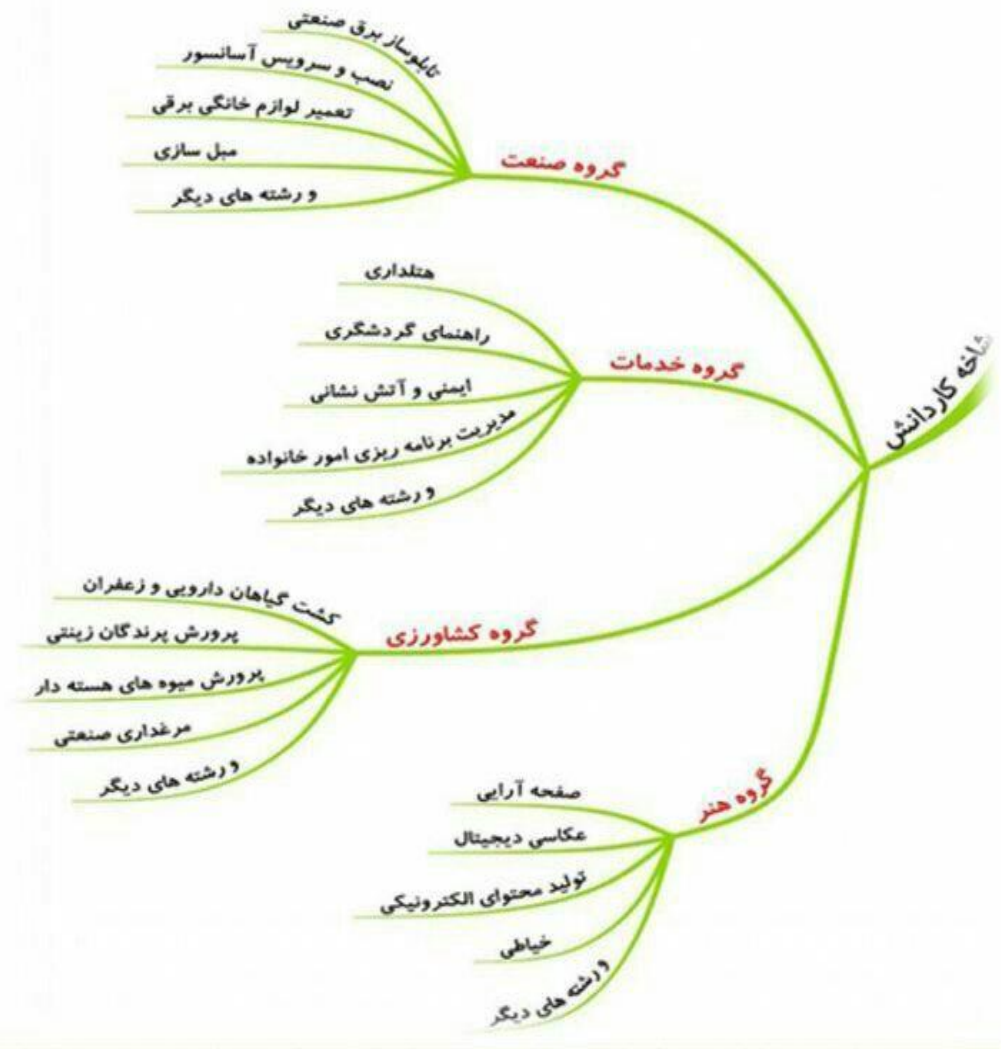 شاخه کاردانش
گروه صنعت
تابلوساز برق صنعتی
نصب و سرویس آسانسور
تعمیر لوازم خانگی برقی
مبل سازی
و رشته های دیگر
گروه خدمات
هتلداری
راهنمای گردشگری
ایمنی و آتش نشانی
مدیریت برنامه ریزی امور خانواده
و رشته های دیگر
گروه کشاورزی
کشت گیاهان دارویی و زعفران
پرورش پرندگان زینتی
پرورش میوه های هسته دار
مرغداری صنعتی
و رشته های دیگر
گروه هنر
صفحه آرایی
عکاسی دیجیتال
تولید محتوای الکترونیکی
خیاطی
و رشته های دیگر